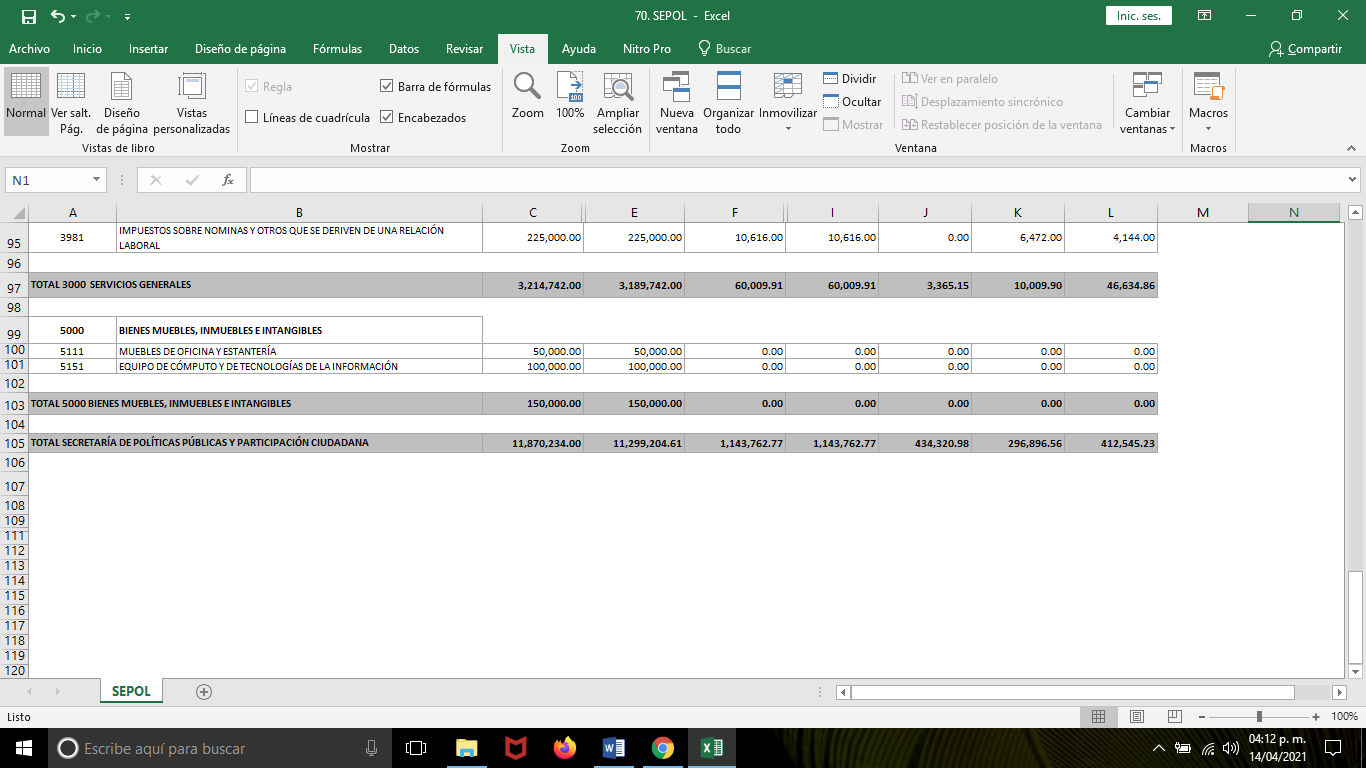 70. SEPOL - Excel
Inic. ses.
Archivo Inicio Insertar Diseño de página Fórmulas Datos Revisar Vista Ayuda Nitro Pro Buscar Compartir
Normal
Ver salt. Pág.
Diseño de página
Vistas personalizadas
Vistas de libro
Regla
Barra de fórmulas
Líneas de cuadrícula
Encabezados
Mostrar
Zoom
100%
Ampliar selección
Zoom
Nueva ventana
Organizar todo
Inmovilizar
Dividir
Ocultar
Mostrar
Ver en paralelo
Desplazamiento sincrónico
Restablecer posición de la ventana
Cambiar ventanas
Ventana
Macros
Macros
N1
fx
A B C E F I J K L M N
95 3981 IMPUESTOS SOBRE NOMINAS Y OTROS QUE SE DERIVEN DE UNA RELACIÓN
LABORAL 225,000.00 225,000.00 10,616.00 10,616.00 0.00 6,472.00 4,144.00
96
97 TOTAL 3000 SERVICIOS GENERALES 3,214,742.00 3,189,742.00 60,009.91 60,009.91 3,365.15 10,009.90 46,634.86
98
99 5000 BIENES MUEBLES, INMUEBLES E INTANGIBLES
100 5111 MUEBLES DE OFICINA Y ESTANTERÍA 50,000.00 50,000.00 0.00 0.00 0.00 0.00 0.00
101 5151 EQUIPO DE CÓMPUTO Y DE TECNOLOGÍAS DE LA INFORMACIÓN 100,000.00 100,000.00 0.00 0.00 0.00 0.00 0.00
102
103 TOTAL 5000 BIENES MUEBLES, INMUEBLES E INTANGIBLES 150,000.00 150,000.00 0.00 0.00 0.00 0.00 0.00
104
105 TOTAL SECRETARÍA DE POLÍTICAS PÚBLICAS Y PARTICIPACIÓN CIUDADANA 11,870,234.00 11,299,204.61 1,143,762.77 1,143,762.77 434,320.98 296,896.56 412,545.23
106
107
108
109
111
112
113
114
115
116
117
118
119
120
SEPOL
Listo
100%
Escribe aquí para buscar
04:12 p. m.
14/04/2021